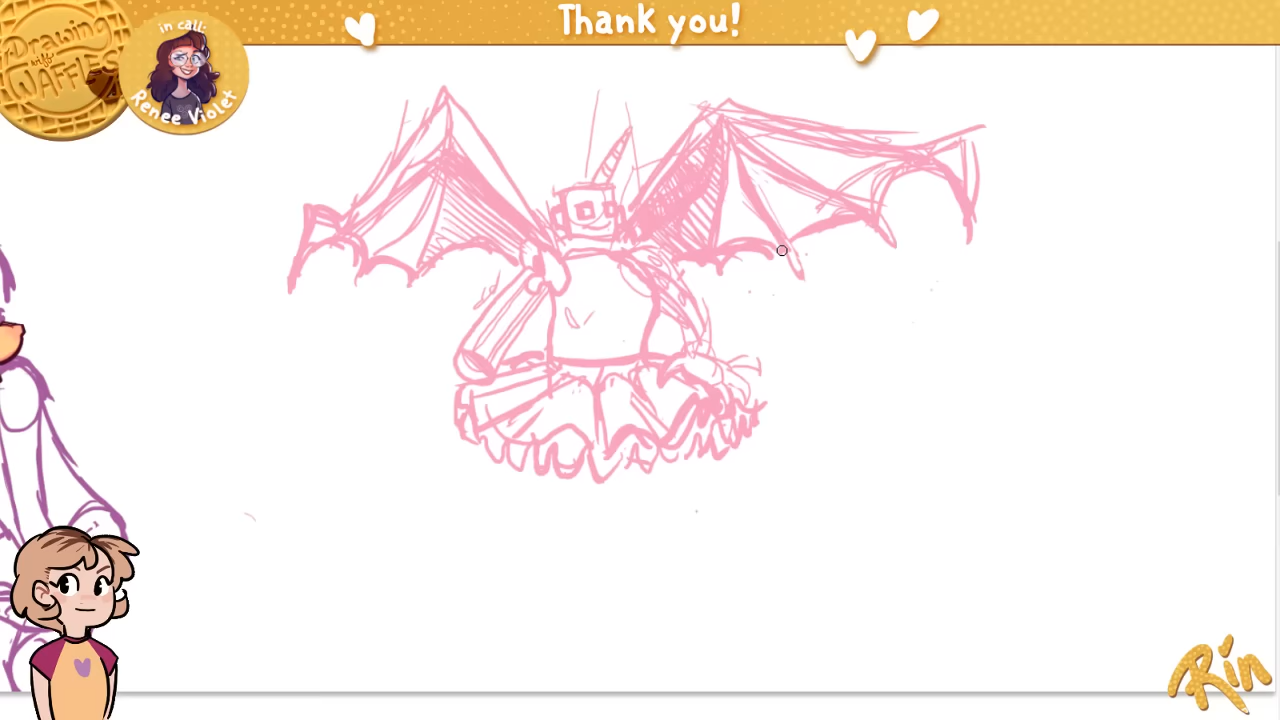 Thank you!
Drawing
with
WAFFLES
in call:
Renee Violet
Rin